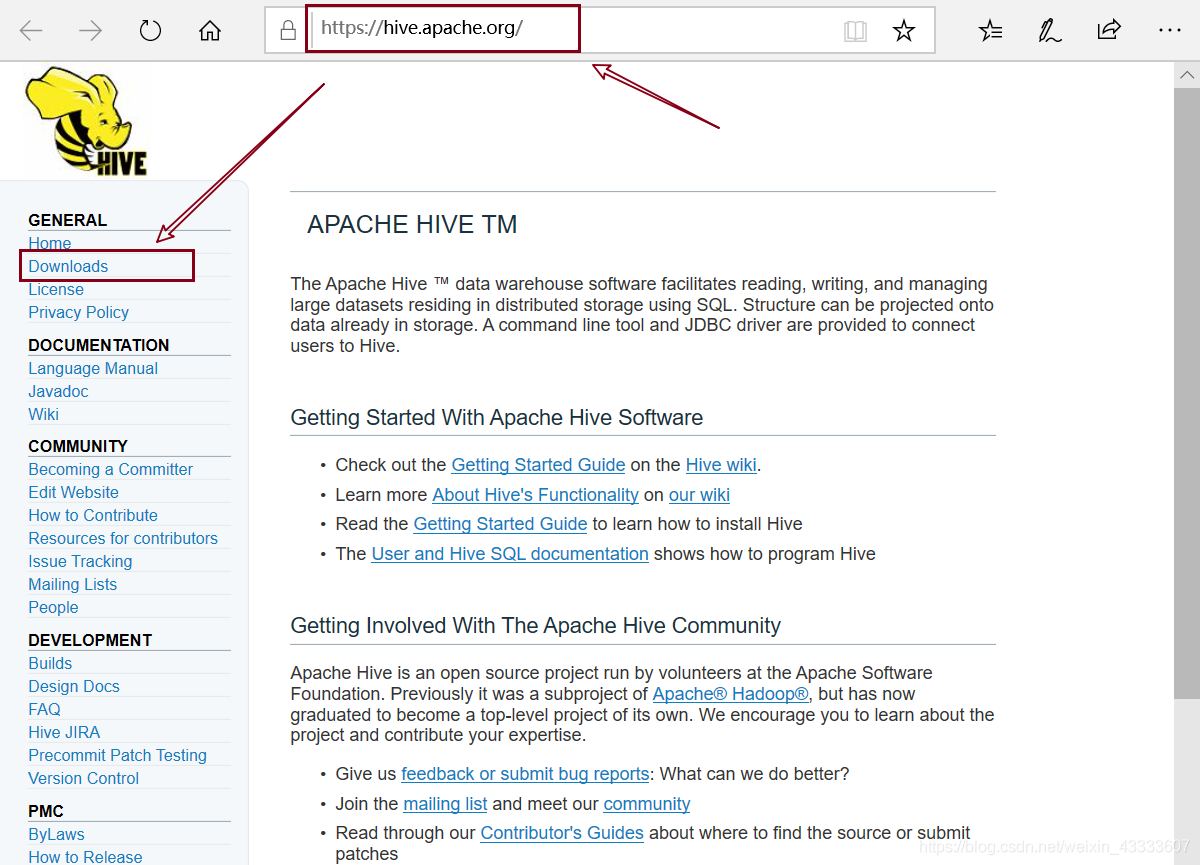 https://hive.apache.org/
HIVE
GENERAL
Home
Downloads
License
Privacy Policy
DOCUMENTATION
Language Manual
Javadoc
Wiki
COMMUNITY
Becoming a Committer
Edit Website
How to Contribute
Resources for contributors
Issue Tracking
Mailing Lists
People
DEVELOPMENT
Builds
Design Docs
FAQ
Hive JIRA
Precommit Patch Testing
Version Control
PMC
ByLaws
How to Release
APACHE HIVE TM
The Apache Hive ™ data warehouse software facilitates reading, writing, and managing
large datasets residing in distributed storage using SQL. Structure can be projected onto
data already in storage. A command line tool and JDBC driver are provided to connect
users to Hive.
Getting Started With Apache Hive Software
• Check out the Getting Started Guide on the Hive wiki.
• Learn more About Hive's Functionality on our wiki
• Read the Getting Started Guide to learn how to install Hive
• The User and Hive SQL documentation shows how to program Hive
Getting Involved With The Apache Hive Community
Apache Hive is an open source project run by volunteers at the Apache Software
Foundation. Previously it was a subproject of Apache® Hadoop®, but has now
graduated to become a top-level project of its own. We encourage you to learn about the
project and contribute your expertise.
• Give us feedback or submit bug reports: What can we do better?
• Join the mailing list and meet our community
• Read through our Contributor's Guides about where to find the source or submit
patches
https://blog.csdn.net/weixin_43333607